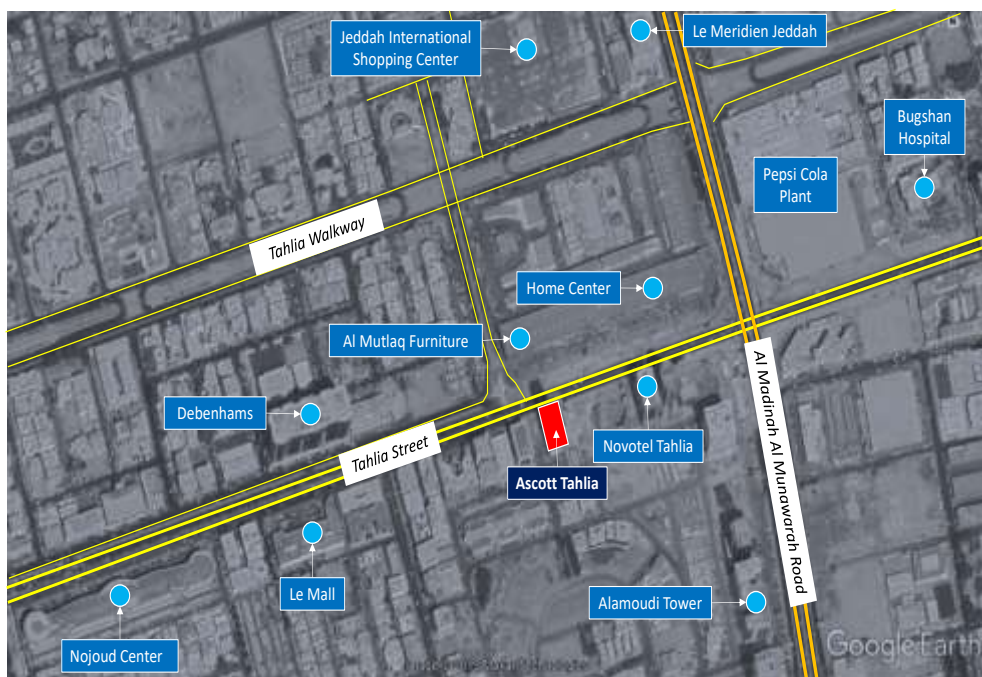 Jeddah International
Shopping Center
Le Meridien Jeddah
Bugshan
Hospital
Pepsi Cola
Plant
Tahlia Walkway
Home Center
Al Mutlaq Furniture
Debenhams
Tahlia Street
Novotel Tahlia
Ascott Tahlia
Al Madinah Al Munawarah Road
Le Mall
Alamoudi Tower
Nojoud Center
Google Earth